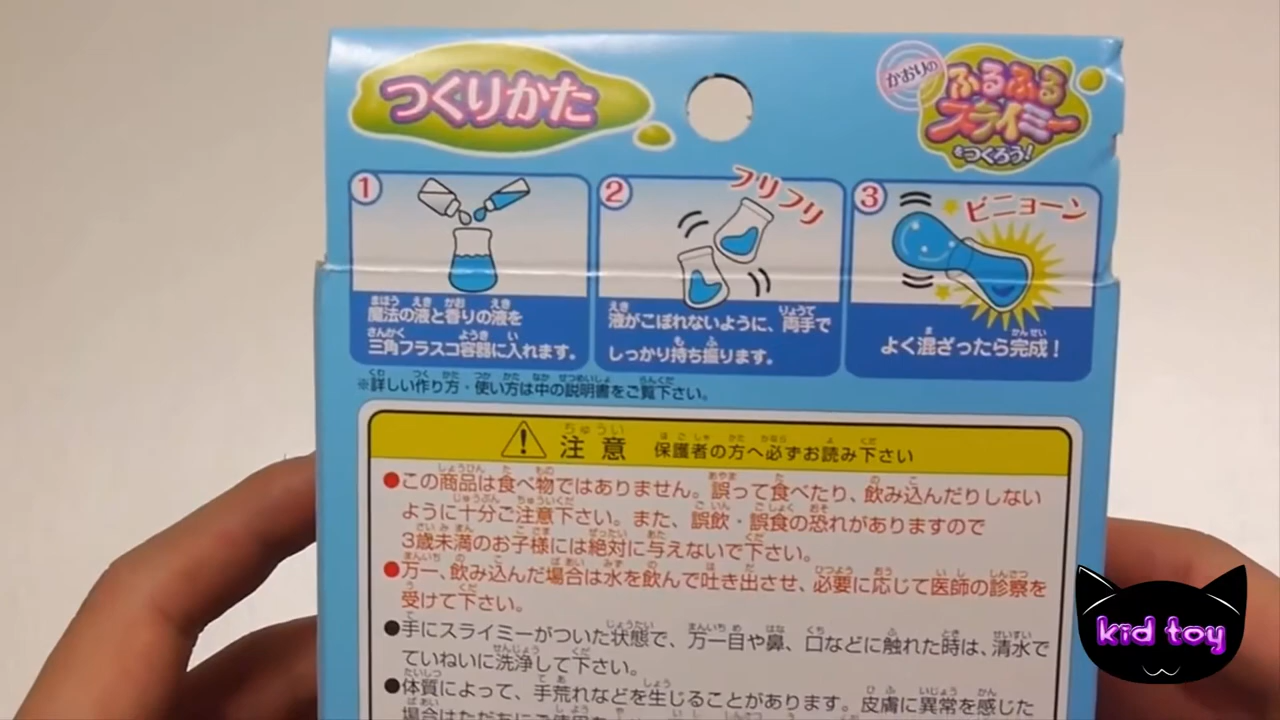 つくりかた
かおりの
ふるふる
スライミー
をつくろう!
1
魔法の液と香りの液を
三角フラスコ容器に入れます。
2
フリフリ
液がこぼれないように、両手で
しっかり持ち振ります。
3
ビニョーン
よく混ざったら完成!
※詳しい作り方・使い方は中の説明書をご覧下さい。
注意 保護者の方へ必ずお読み下さい
●この商品は食べ物ではありません。誤って食べたり、飲み込んだりしない
ように十分ご注意下さい。また、誤飲・誤食の恐れがありますので
3歳未満のお子様には絶対に与えないで下さい。
●万一、飲み込んだ場合は水を飲んで吐き出させ、必要に応じて医師の診察を
受けて下さい。
●手にスライミーがついた状態で、万一目や鼻、口などに触れた時は、清水で
ていねいに洗浄して下さい。
●体質によって、手荒れなどを生じることがあります。皮膚に異常を感じた
kid toy